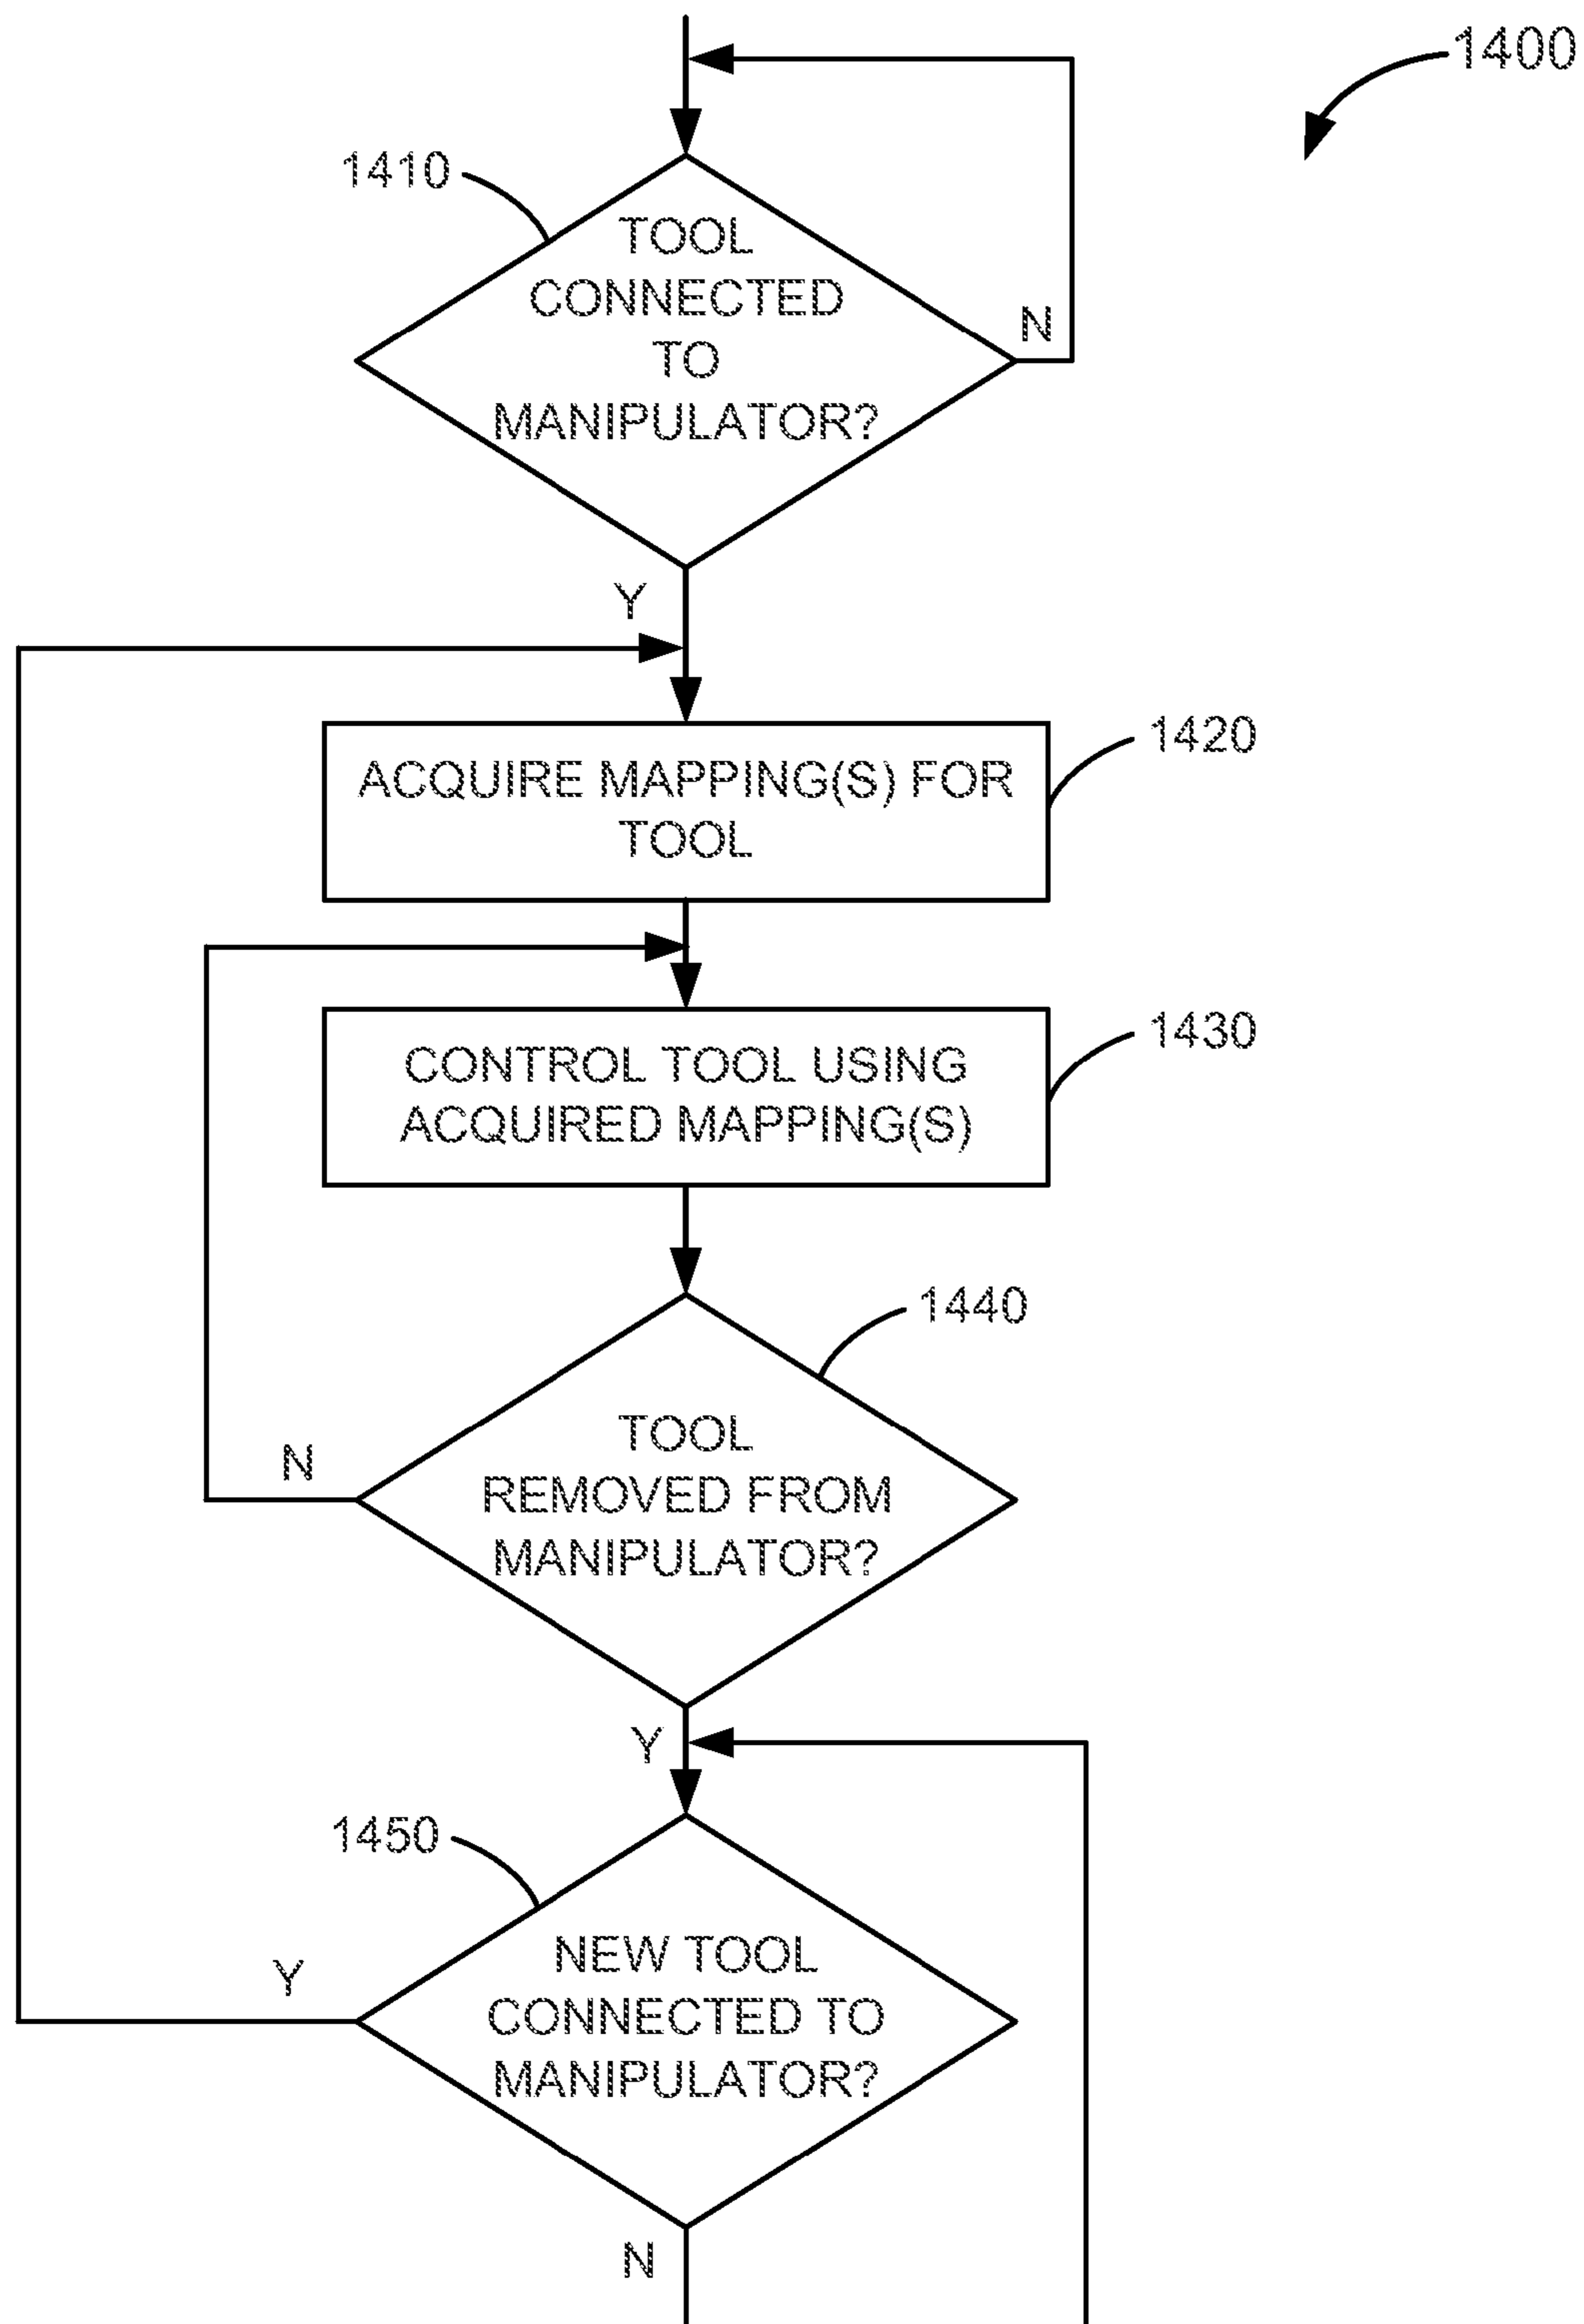 1400
1410
TOOL
CONNECTED
TO
MANIPULATOR?
N
Y
1420
ACQUIRE MAPPING(S) FOR
TOOL
1430
CONTROL TOOL USING
ACQUIRED MAPPING(S)
1440
TOOL
REMOVED FROM
MANIPULATOR?
N
Y
1450
NEW TOOL
CONNECTED TO
MANIPULATOR?
Y
N